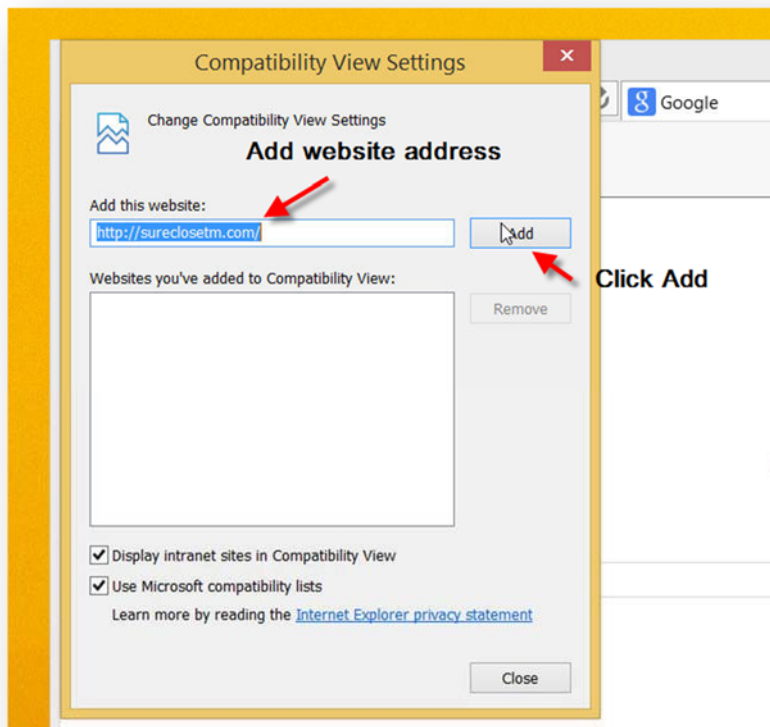 Compatibility View Settings
Google
Change Compatibility View Settings
Add website address
Add this website:
http://sureclosetm.com/
Add
Click Add
Websites you've added to Compatibility View:
Remove
Display intranet sites in Compatibility View
Use Microsoft compatibility lists
Learn more by reading the Internet Explorer privacy statement
Close